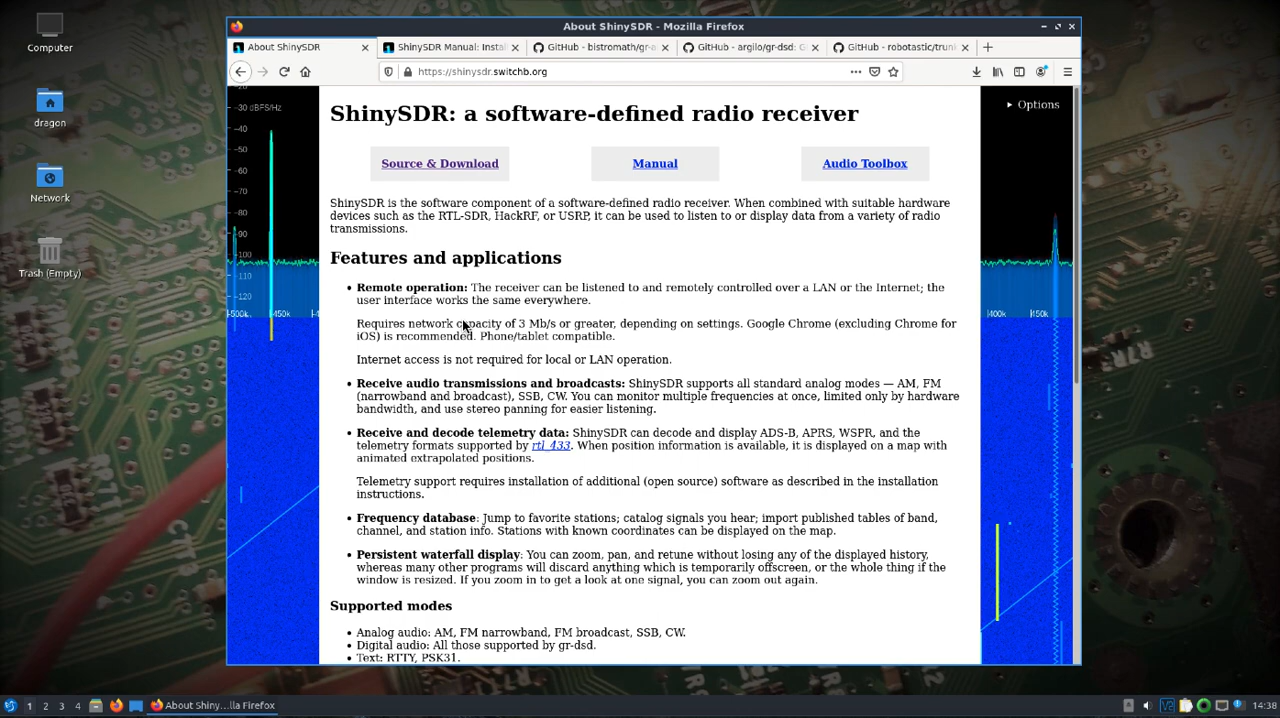 About ShinySDR - Mozilla Firefox
Computer
dragon
Network
Trash (Empty)
About ShinySDR
ShinySDR Manual: Install
GitHub - bistromath/gr-a
GitHub - argilo/gr-dsd: G
GitHub - robotastic/trun
https://shinysdr.switchb.org
Options
-30 dBFS/Hz
-40
-50
-60
-70
-80
-90
-100
-110
-120
450k
|400k
|450k
ShinySDR: a software-defined radio receiver
Source & Download
Manual
Audio Toolbox
ShinySDR is the software component of a software-defined radio receiver. When combined with suitable hardware
devices such as the RTL-SDR, HackRF, or USRP, it can be used to listen to or display data from a variety of radio
transmissions.
Features and applications
• Remote operation: The receiver can be listened to and remotely controlled over a LAN or the Internet; the
user interface works the same everywhere.
Requires network capacity of 3 Mb/s or greater, depending on settings. Google Chrome (excluding Chrome for
iOS) is recommended. Phone/tablet compatible.
Internet access is not required for local or LAN operation.
• Receive audio transmissions and broadcasts: ShinySDR supports all standard analog modes — AM, FM
(narrowband and broadcast), SSB, CW. You can monitor multiple frequencies at once, limited only by hardware
bandwidth, and use stereo panning for easier listening.
• Receive and decode telemetry data: ShinySDR can decode and display ADS-B, APRS, WSPR, and the
telemetry formats supported by rtl_433. When position information is available, it is displayed on a map with
animated extrapolated positions.
Telemetry support requires installation of additional (open source) software as described in the installation
instructions.
• Frequency database: Jump to favorite stations; catalog signals you hear; import published tables of band,
channel, and station info. Stations with known coordinates can be displayed on the map.
• Persistent waterfall display: You can zoom, pan, and retune without losing any of the displayed history,
whereas many other programs will discard anything which is temporarily offscreen, or the whole thing if the
window is resized. If you zoom in to get a look at one signal, you can zoom out again.
Supported modes
• Analog audio: AM, FM narrowband, FM broadcast, SSB, CW.
• Digital audio: All those supported by gr-dsd.
• Text: RTTY, PSK31.
1 2 3 4
About Shiny...lla Firefox
14:38